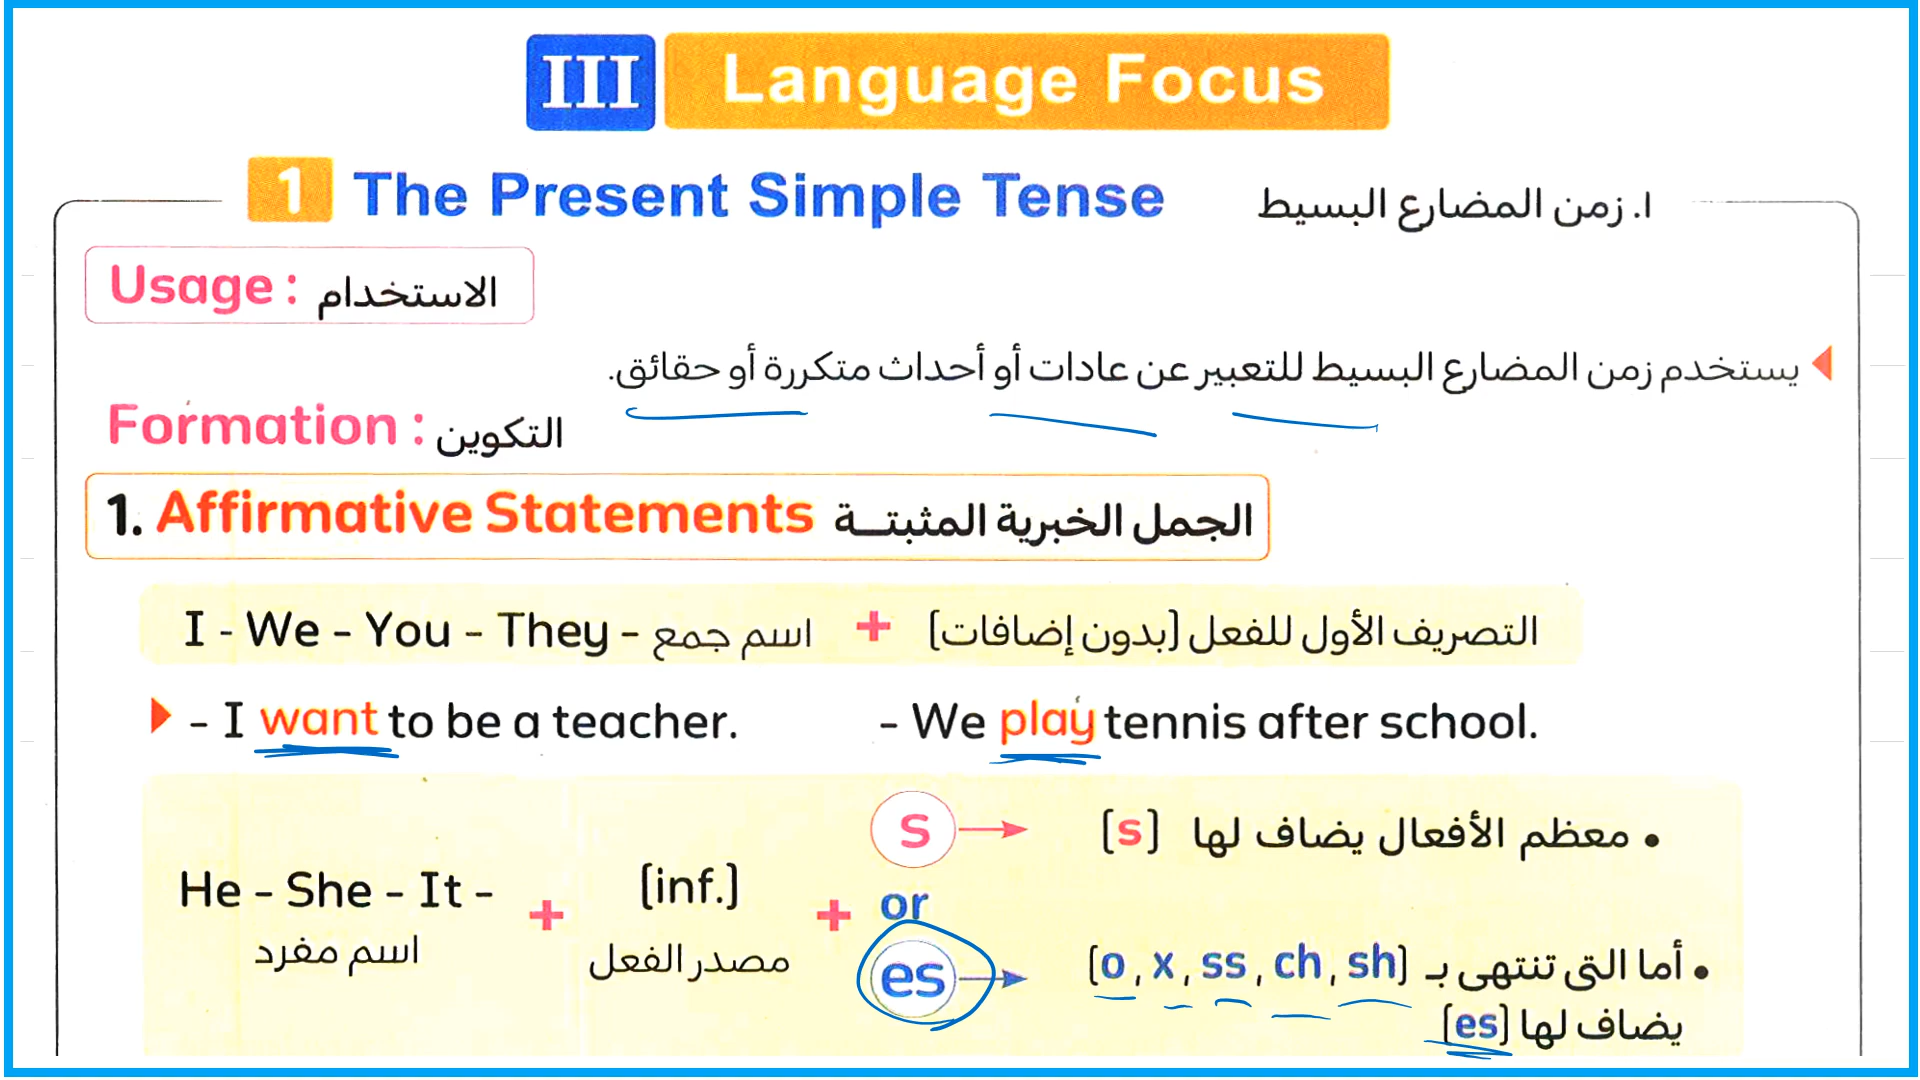 III Language Focus
1 The Present Simple Tense ١. زمن المضارع البسيط
Usage : الاستخدام
يستخدم زمن المضارع البسيط للتعبير عن عادات أو أحداث متكررة أو حقائق.
Formation : التكوين
1. Affirmative Statements الجمل الخبرية المثبتــة
I - We - You - They - اسم جمع + التصريف الأول للفعل [بدون إضافات]
- I want to be a teacher. - We play tennis after school.
s → • معظم الأفعال يضاف لها [s]
He - She - It - + [inf.] + or
اسم مفرد مصدر الفعل
es → • أما التى تنتهى بـ [o, x, ss, ch, sh]
يضاف لها [es]